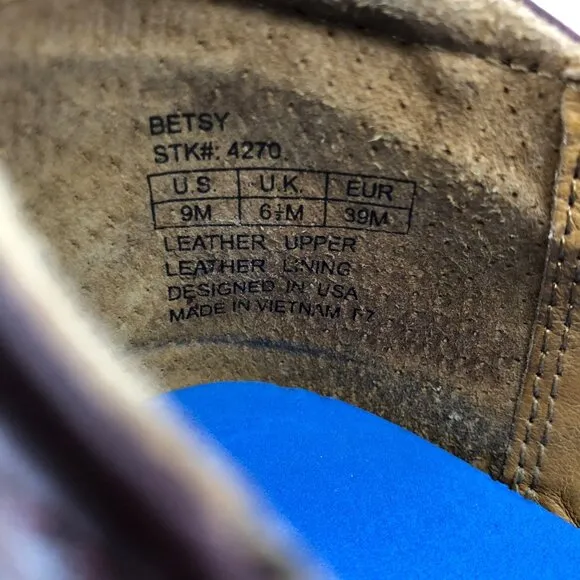 BETSY
STK#: 4270
U.S. U.K. EUR
9M 6½M 39M
LEATHER UPPER
LEATHER LINING
DESIGNED IN USA
MADE IN VIETNAM